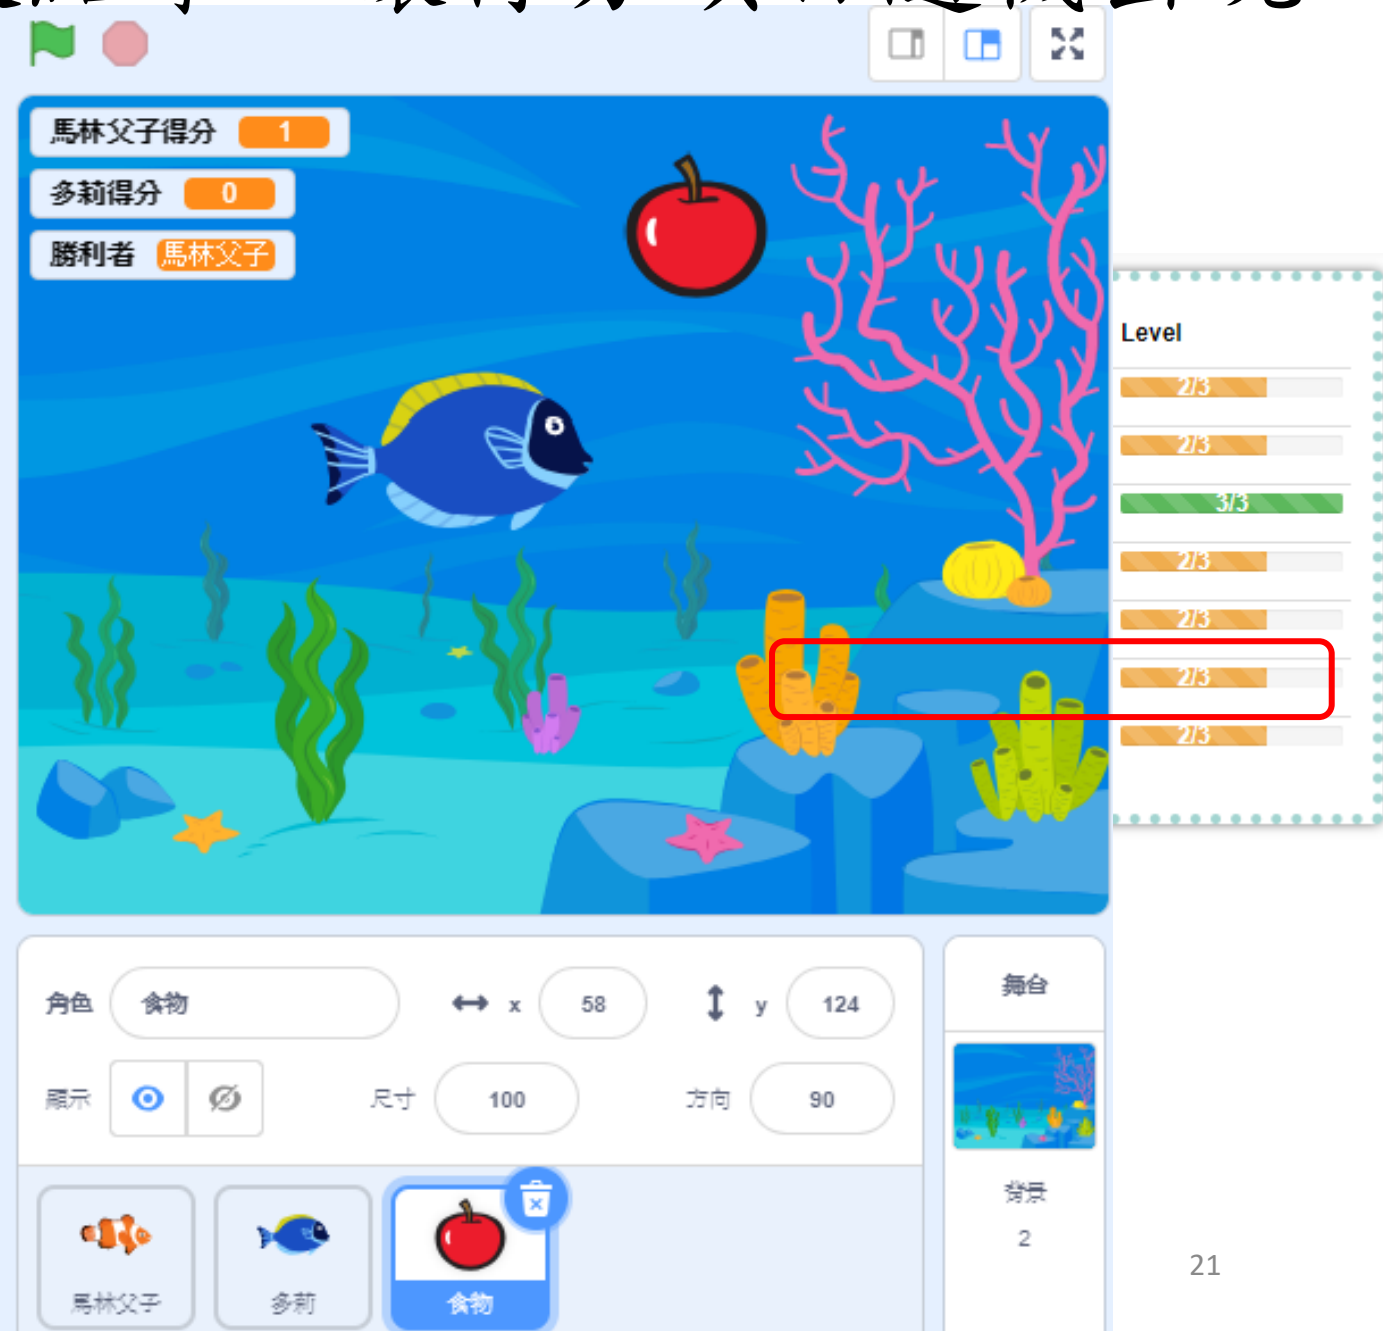 馬林父子得分 1
多莉得分 0
勝利者 馬林父子
Level
2/3
2/3
3/3
2/3
2/3
2/3
2/3
角色 食物 x 58 y 124
顯示 尺寸 100 方向 90
舞台
背景
2
馬林父子 多莉 食物
21